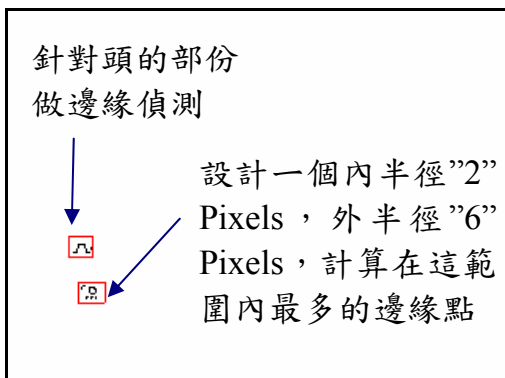 針對頭的部份
做邊緣偵測
設計一個內半徑”2”
Pixels，外半徑”6”
Pixels，計算在這範
圍內最多的邊緣點